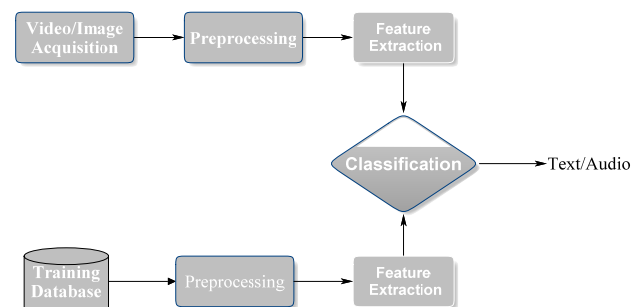 Video/Image
Acquisition
Preprocessing
Feature
Extraction
Classification
Text/Audio
Training
Database
Preprocessing
Feature
Extraction